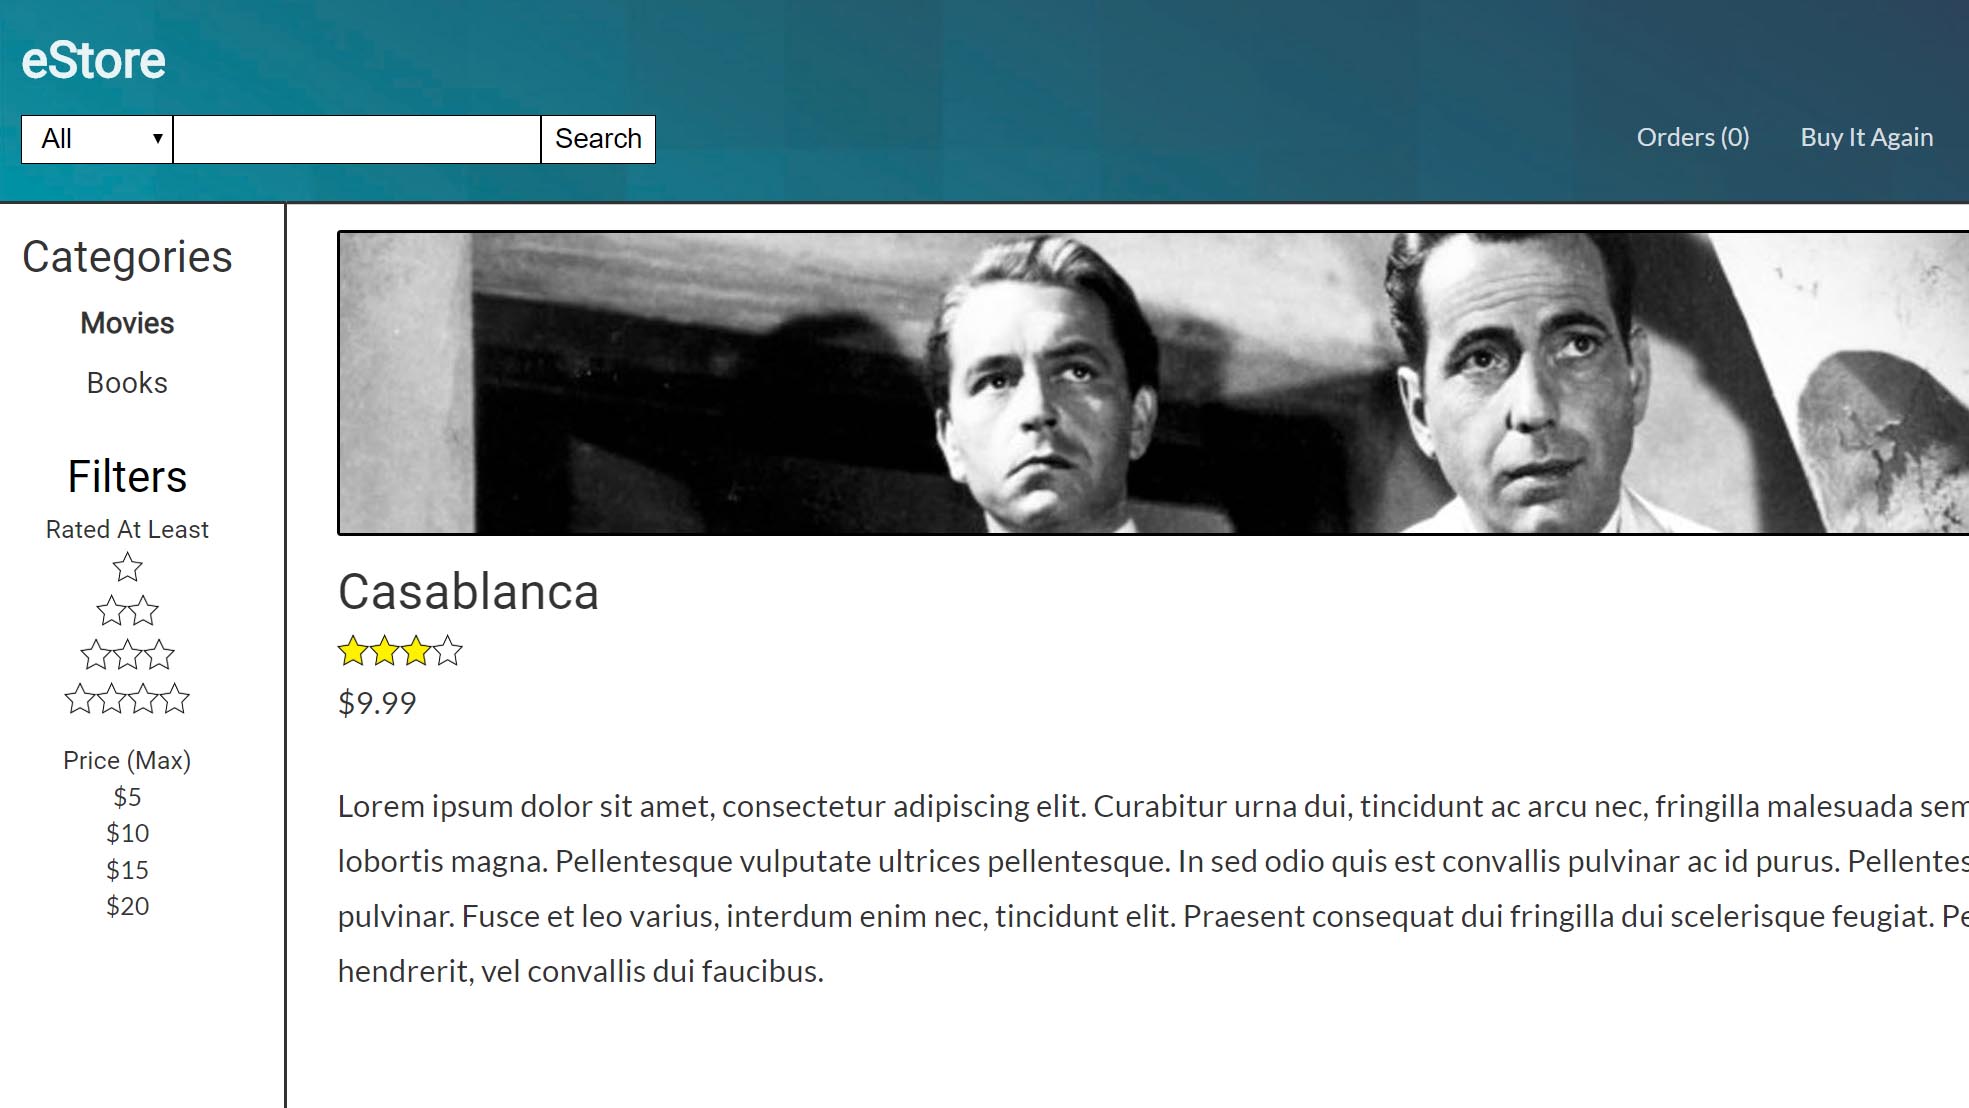 eStore
All Search
Orders (0) Buy It Again
Categories
Movies
Books
Filters
Rated At Least
Price (Max)
$5
$10
$15
$20
Casablanca
$9.99
Lorem ipsum dolor sit amet, consectetur adipiscing elit. Curabitur urna dui, tincidunt ac arcu nec, fringilla malesuada sem
lobortis magna. Pellentesque vulputate ultrices pellentesque. In sed odio quis est convallis pulvinar ac id purus. Pellentes
pulvinar. Fusce et leo varius, interdum enim nec, tincidunt elit. Praesent consequat dui fringilla dui scelerisque feugiat. Pe
hendrerit, vel convallis dui faucibus.